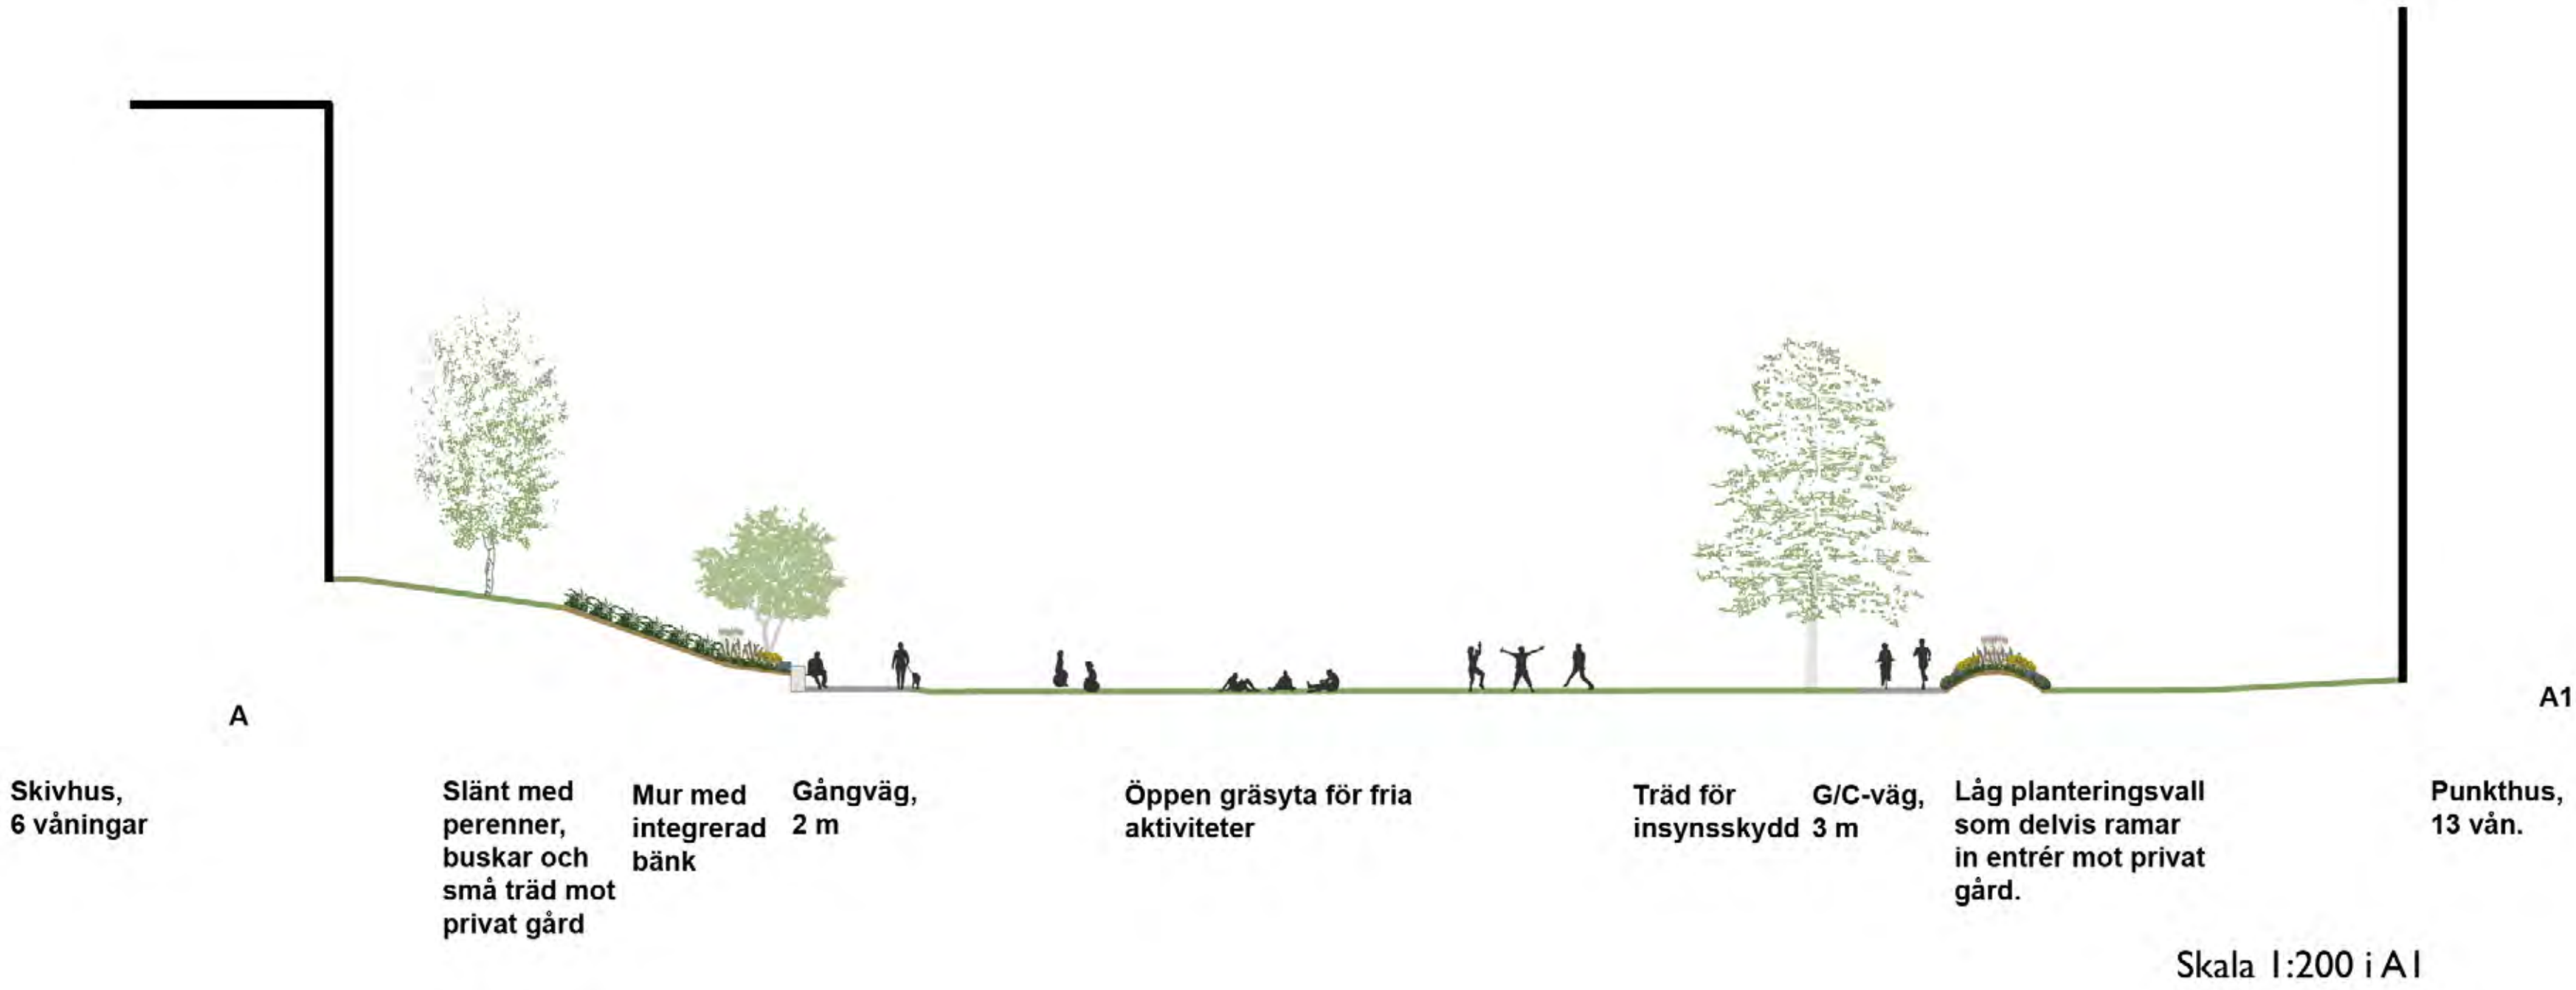 A
A1
Skivhus,
6 våningar
Slänt med
perenner,
buskar och
små träd mot
privat gård
Mur med
integrerad
bänk
Gångväg,
2 m
Öppen gräsyta för fria
aktiviteter
Träd för
insynsskydd
G/C-väg,
3 m
Låg planteringsvall
som delvis ramar
in entrér mot privat
gård.
Punkthus,
13 vån.
Skala 1:200 i A1